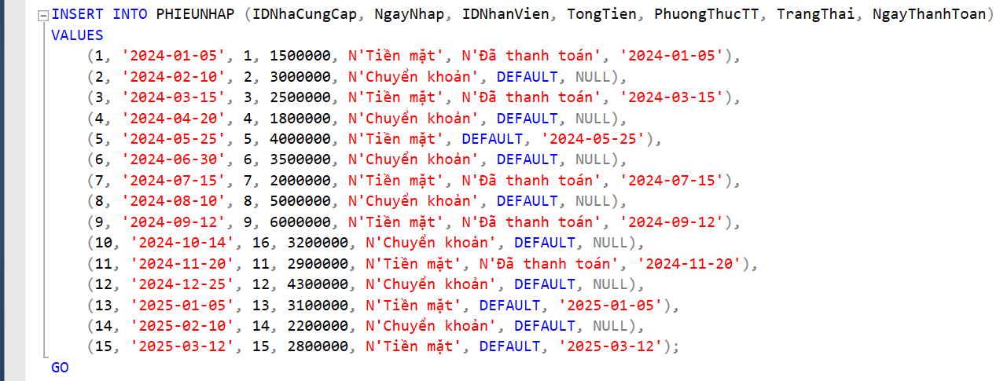 INSERT INTO PHIEUNHAP (IDNhaCungCap, NgayNhap, IDNhanVien, TongTien, PhuongThucTT, TrangThai, NgayThanhToan)
VALUES
(1, '2024-01-05', 1, 1500000, N'Tiền mặt', N'Đã thanh toán', '2024-01-05'),
(2, '2024-02-10', 2, 3000000, N'Chuyển khoản', DEFAULT, NULL),
(3, '2024-03-15', 3, 2500000, N'Tiền mặt', N'Đã thanh toán', '2024-03-15'),
(4, '2024-04-20', 4, 1800000, N'Chuyển khoản', DEFAULT, NULL),
(5, '2024-05-25', 5, 4000000, N'Tiền mặt', DEFAULT, '2024-05-25'),
(6, '2024-06-30', 6, 3500000, N'Chuyển khoản', DEFAULT, NULL),
(7, '2024-07-15', 7, 2000000, N'Tiền mặt', N'Đã thanh toán', '2024-07-15'),
(8, '2024-08-10', 8, 5000000, N'Chuyển khoản', DEFAULT, NULL),
(9, '2024-09-12', 9, 6000000, N'Tiền mặt', N'Đã thanh toán', '2024-09-12'),
(10, '2024-10-14', 16, 3200000, N'Chuyển khoản', DEFAULT, NULL),
(11, '2024-11-20', 11, 2900000, N'Tiền mặt', N'Đã thanh toán', '2024-11-20'),
(12, '2024-12-25', 12, 4300000, N'Chuyển khoản', DEFAULT, NULL),
(13, '2025-01-05', 13, 3100000, N'Tiền mặt', DEFAULT, '2025-01-05'),
(14, '2025-02-10', 14, 2200000, N'Chuyển khoản', DEFAULT, NULL),
(15, '2025-03-12', 15, 2800000, N'Tiền mặt', DEFAULT, '2025-03-12');
GO